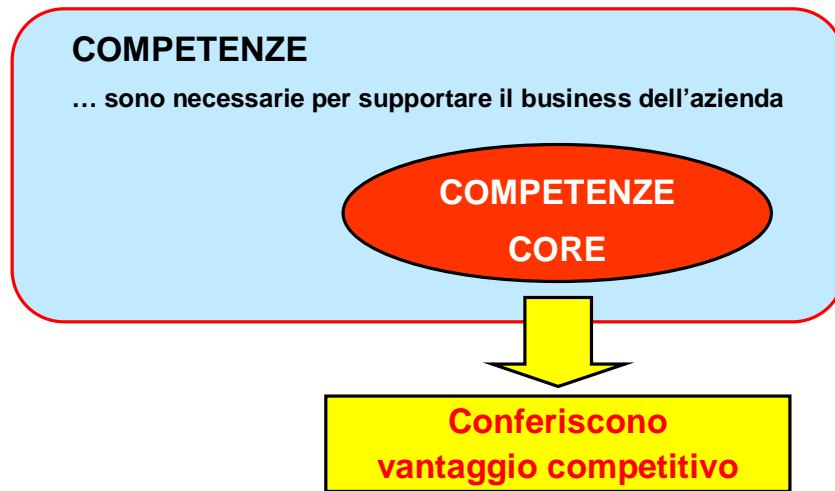 COMPETENZE
… sono necessarie per supportare il business dell’azienda
COMPETENZE
CORE
Conferiscono
vantaggio competitivo